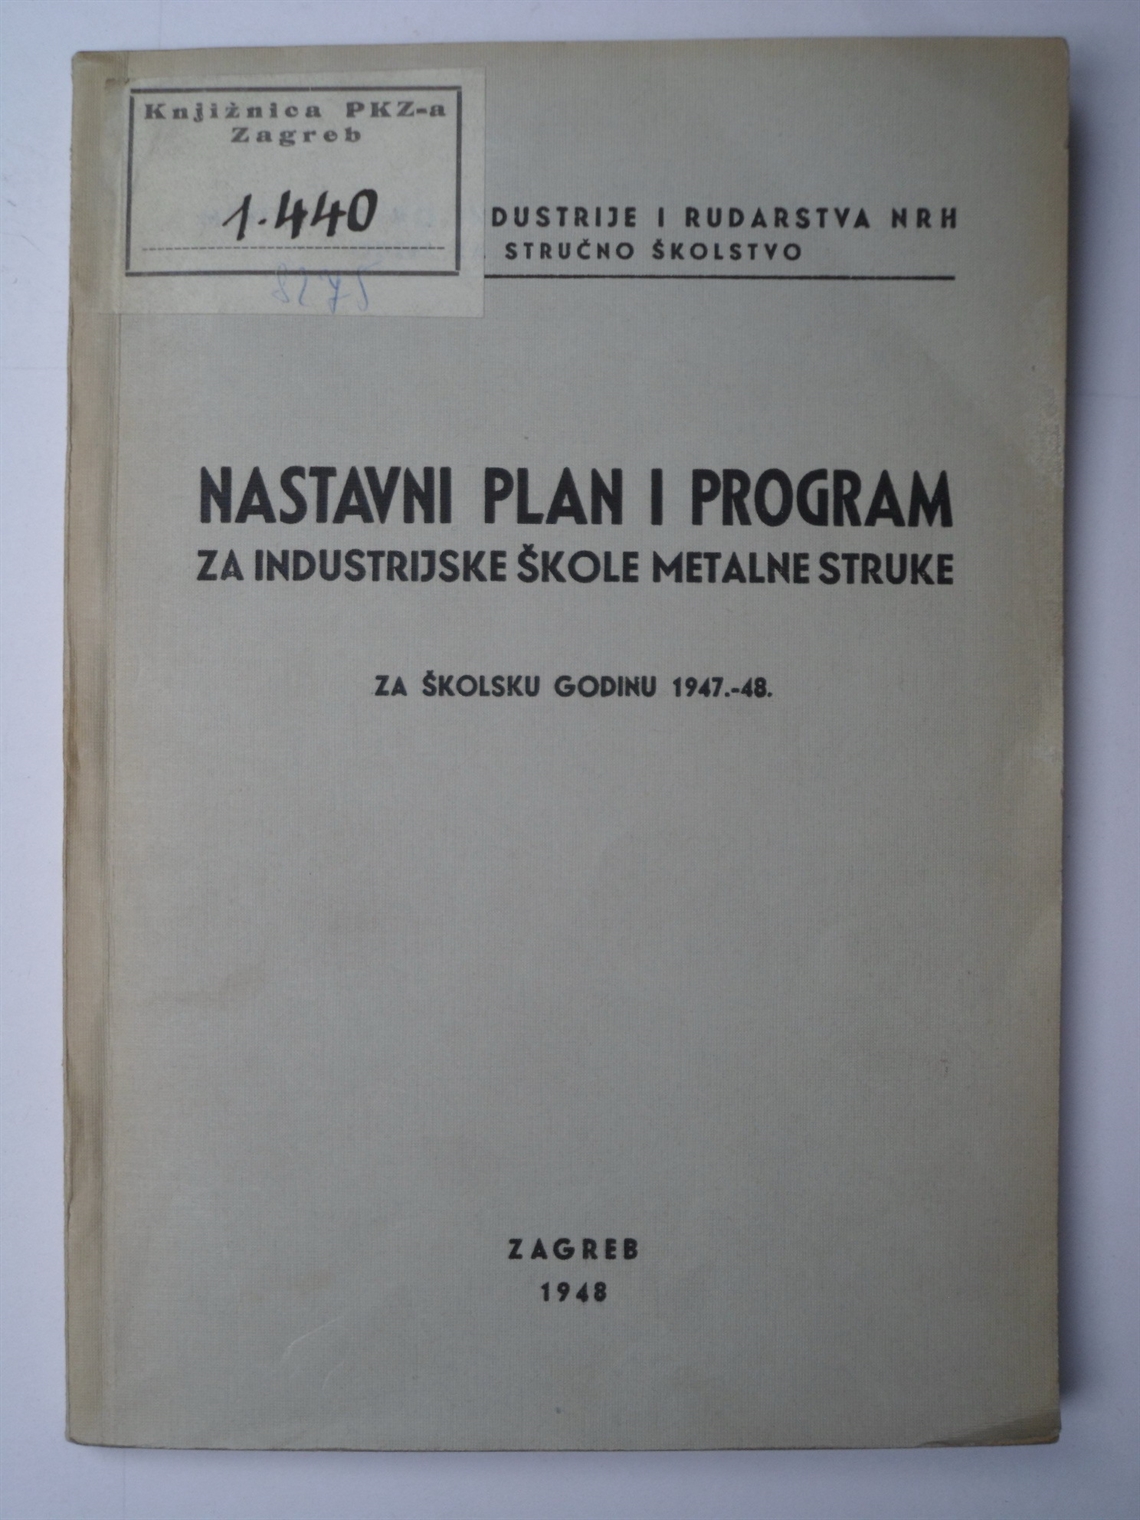 Knjižnica PKZ-a
Zagreb
1.440
8275
DUSTRIJE I RUDARSTVA NRH
STRUČNO ŠKOLSTVO
NASTAVNI PLAN I PROGRAM
ZA INDUSTRIJSKE ŠKOLE METALNE STRUKE
ZA ŠKOLSKU GODINU 1947.-48.
ZAGREB
1948